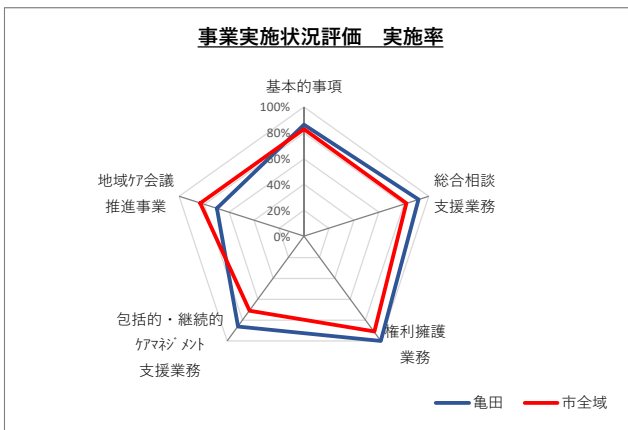 事業実施状況評価　実施率
基本的事項
100%
80%
60%
40%
20%
0%
総合相談
支援業務
権利擁護
業務
包括的・継続的
ｹｱﾏﾈｼﾞﾒﾝﾄ
支援業務
地域ｹｱ会議
推進事業
亀田
市全域